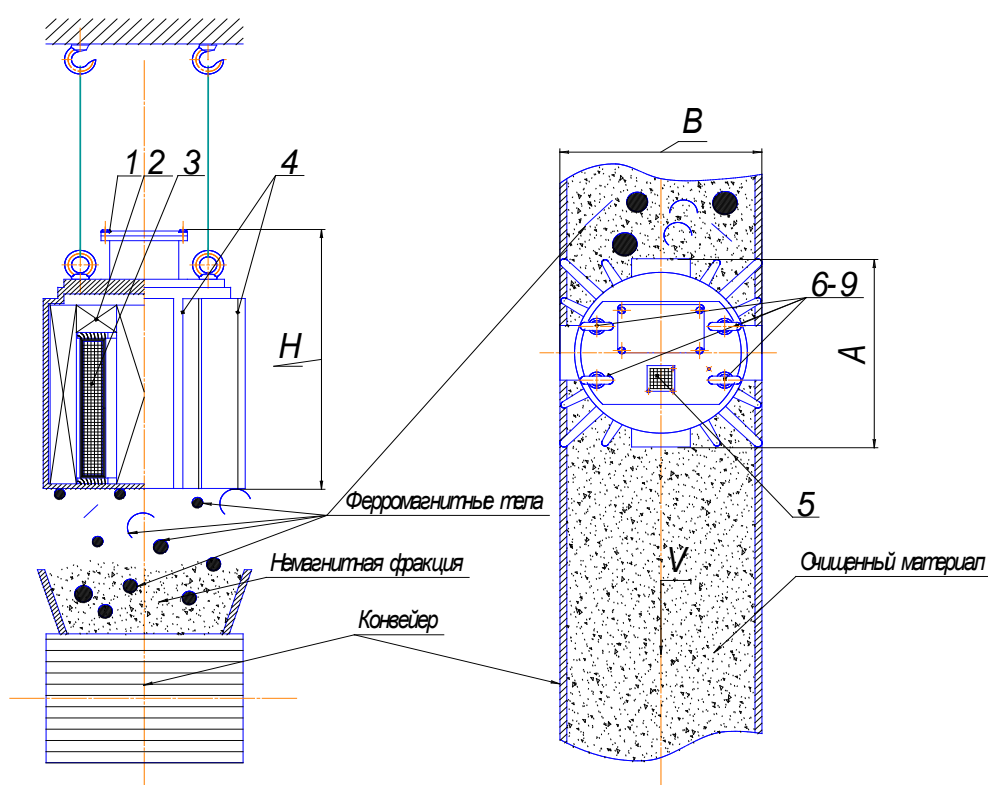 1 2 3 4
H
Ферромагнитные тела
Немагнитная фракция
Конвейер
B
6-9
A
5
V
Очищенный материал